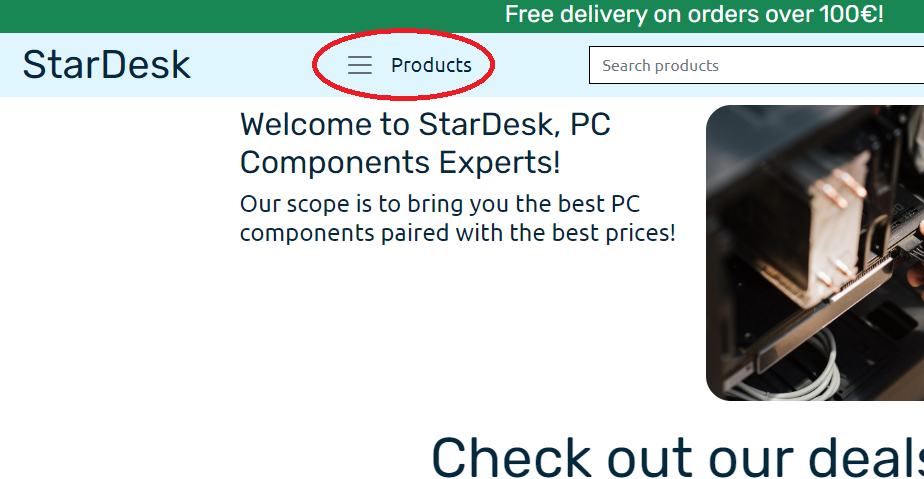 Free delivery on orders over 100€!
StarDesk
Products
Search products
Welcome to StarDesk, PC
Components Experts!
Our scope is to bring you the best PC
components paired with the best prices!
Check out our deals